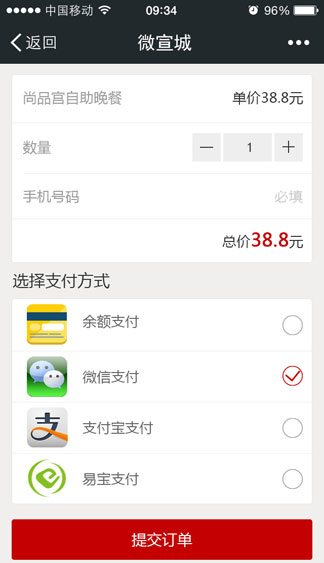 中国移动 09:34 96%
返回 微宣城
尚品宫自助晚餐 单价38.8元
数量 — 1 +
手机号码 必填
总价38.8元
选择支付方式
余额支付
微信支付
支 支付宝支付
易宝支付
提交订单